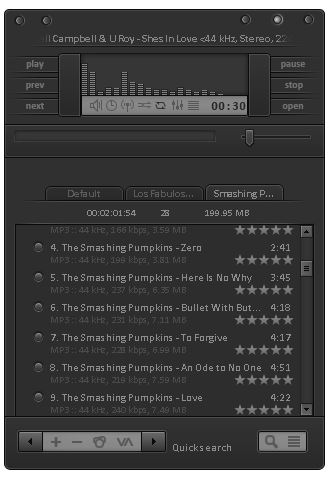 ll Campbell & U Roy - Shes In Love <44 kHz, Stereo, 22
play
pause
prev
stop
next
00:30
open
Default
Los Fabulos...
Smashing P...
00:02:01:54 28 199.95 MB
MP3 :: 44 kHz, 166 kbps, 3.59 MB
4. The Smashing Pumpkins - Zero 2:41
MP3 :: 44 kHz, 199 kbps, 3.81 MB
5. The Smashing Pumpkins - Here Is No Why 3:45
MP3 :: 44 kHz, 237 kbps, 6.35 MB
6. The Smashing Pumpkins - Bullet With But... 4:18
MP3 :: 44 kHz, 231 kbps, 7.11 MB
7. The Smashing Pumpkins - To Forgive 4:17
MP3 :: 44 kHz, 228 kbps, 6.99 MB
8. The Smashing Pumpkins - An Ode to No One 4:51
MP3 :: 44 kHz, 219 kbps, 7.59 MB
9. The Smashing Pumpkins - Love 4:22
MP3 :: 44 kHz, 240 kbps, 7.49 MB
Quicksearch